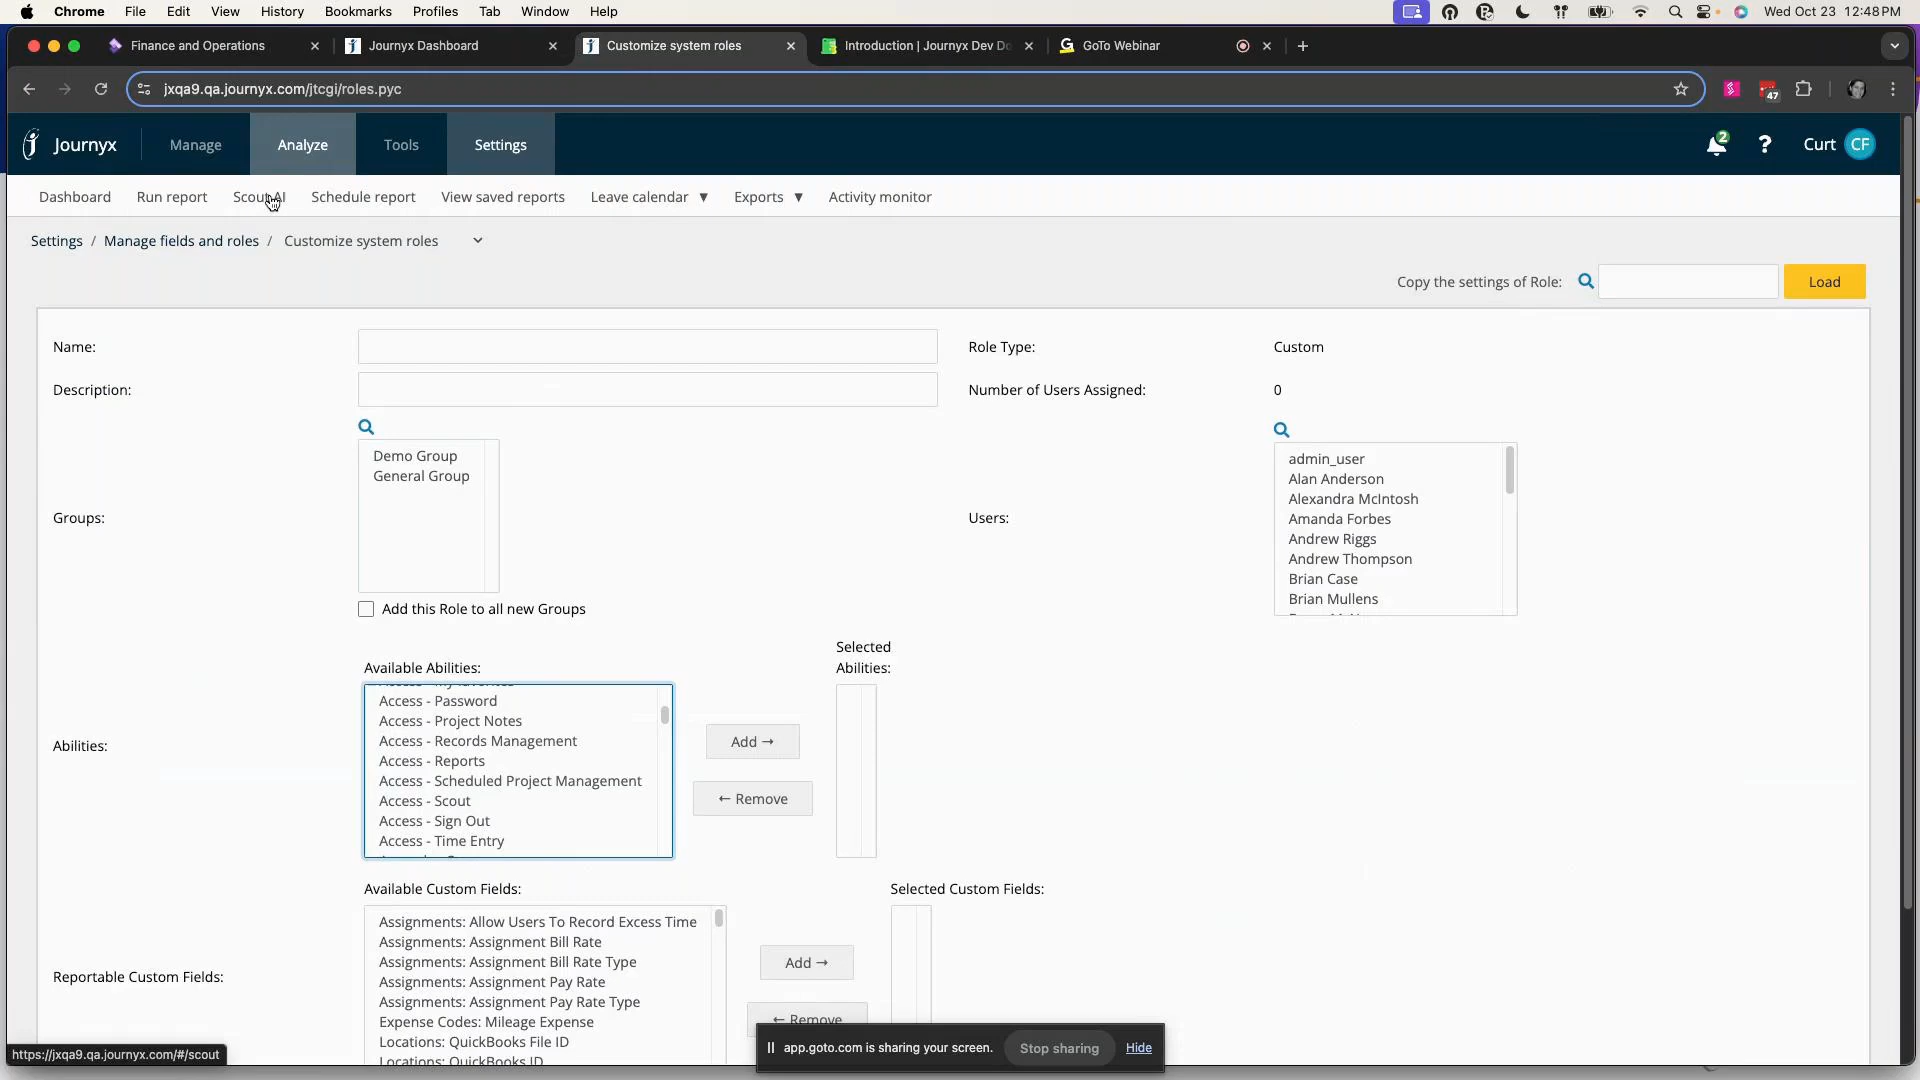 Chrome File Edit View History Bookmarks Profiles Tab Window Help Wed Oct 23 12:48 PM
Finance and Operations Journyx Dashboard Customize system roles Introduction | Journyx Dev Do GoTo Webinar
jxqa9.qa.journyx.com/jtcgi/roles.pyc 47
Journyx Manage Analyze Tools Settings 2 ? Curt CF
Dashboard Run report Scout AI Schedule report View saved reports Leave calendar ▼ Exports ▼ Activity monitor
Settings / Manage fields and roles / Customize system roles
Copy the settings of Role: Load
Name: Role Type: Custom
Description: Number of Users Assigned: 0
Groups:
Demo Group
General Group
Add this Role to all new Groups
Users:
admin_user
Alan Anderson
Alexandra McIntosh
Amanda Forbes
Andrew Riggs
Andrew Thompson
Brian Case
Brian Mullens
Abilities:
Available Abilities:
Access - Password
Access - Project Notes
Access - Records Management
Access - Reports
Access - Scheduled Project Management
Access - Scout
Access - Sign Out
Access - Time Entry
Add →
← Remove
Selected
Abilities:
Reportable Custom Fields:
Available Custom Fields:
Assignments: Allow Users To Record Excess Time
Assignments: Assignment Bill Rate
Assignments: Assignment Bill Rate Type
Assignments: Assignment Pay Rate
Assignments: Assignment Pay Rate Type
Expense Codes: Mileage Expense
Locations: QuickBooks File ID
Locations: QuickBooks ID
Add →
← Remove
Selected Custom Fields:
app.goto.com is sharing your screen. Stop sharing Hide
https://jxqa9.qa.journyx.com/#/scout